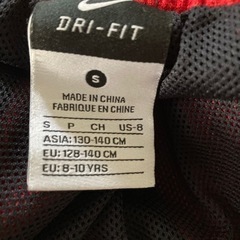 DRI-FIT
S
MADE IN CHINA
FABRIQUE EN CHINE
S P CH US-8
ASIA: 130-140 CM
EU: 128-140 CM
EU: 8-10 YRS